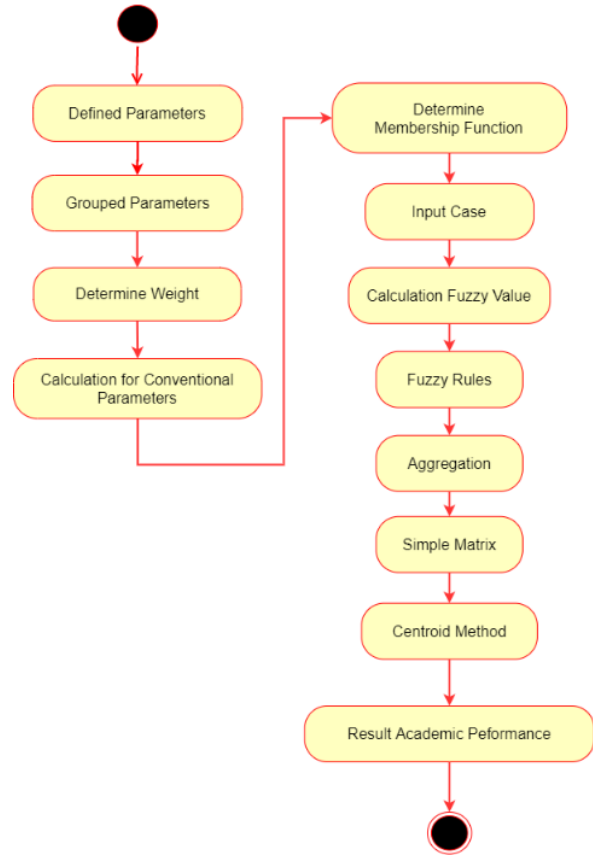 Defined Parameters
Grouped Parameters
Determine Weight
Calculation for Conventional
Parameters
Determine
Membership Function
Input Case
Calculation Fuzzy Value
Fuzzy Rules
Aggregation
Simple Matrix
Centroid Method
Result Academic Peformance